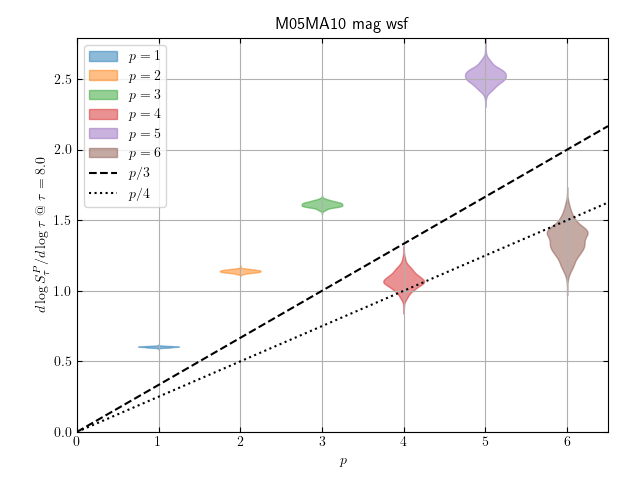 M05MA10 mag wsf
p = 1
p = 2
p = 3
p = 4
p = 5
p = 6
p/3
p/4
d log S_τ^P / d log τ @ τ = 8.0
2.5
2.0
1.5
1.0
0.5
0.0
0 1 2 3 4 5 6
p